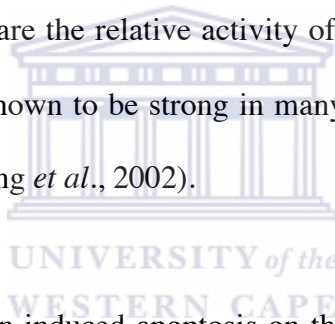 are the relative activity of
nown to be strong in many
ng et al., 2002).
UNIVERSITY of the
WESTERN CAPE
n induced apoptosis on th